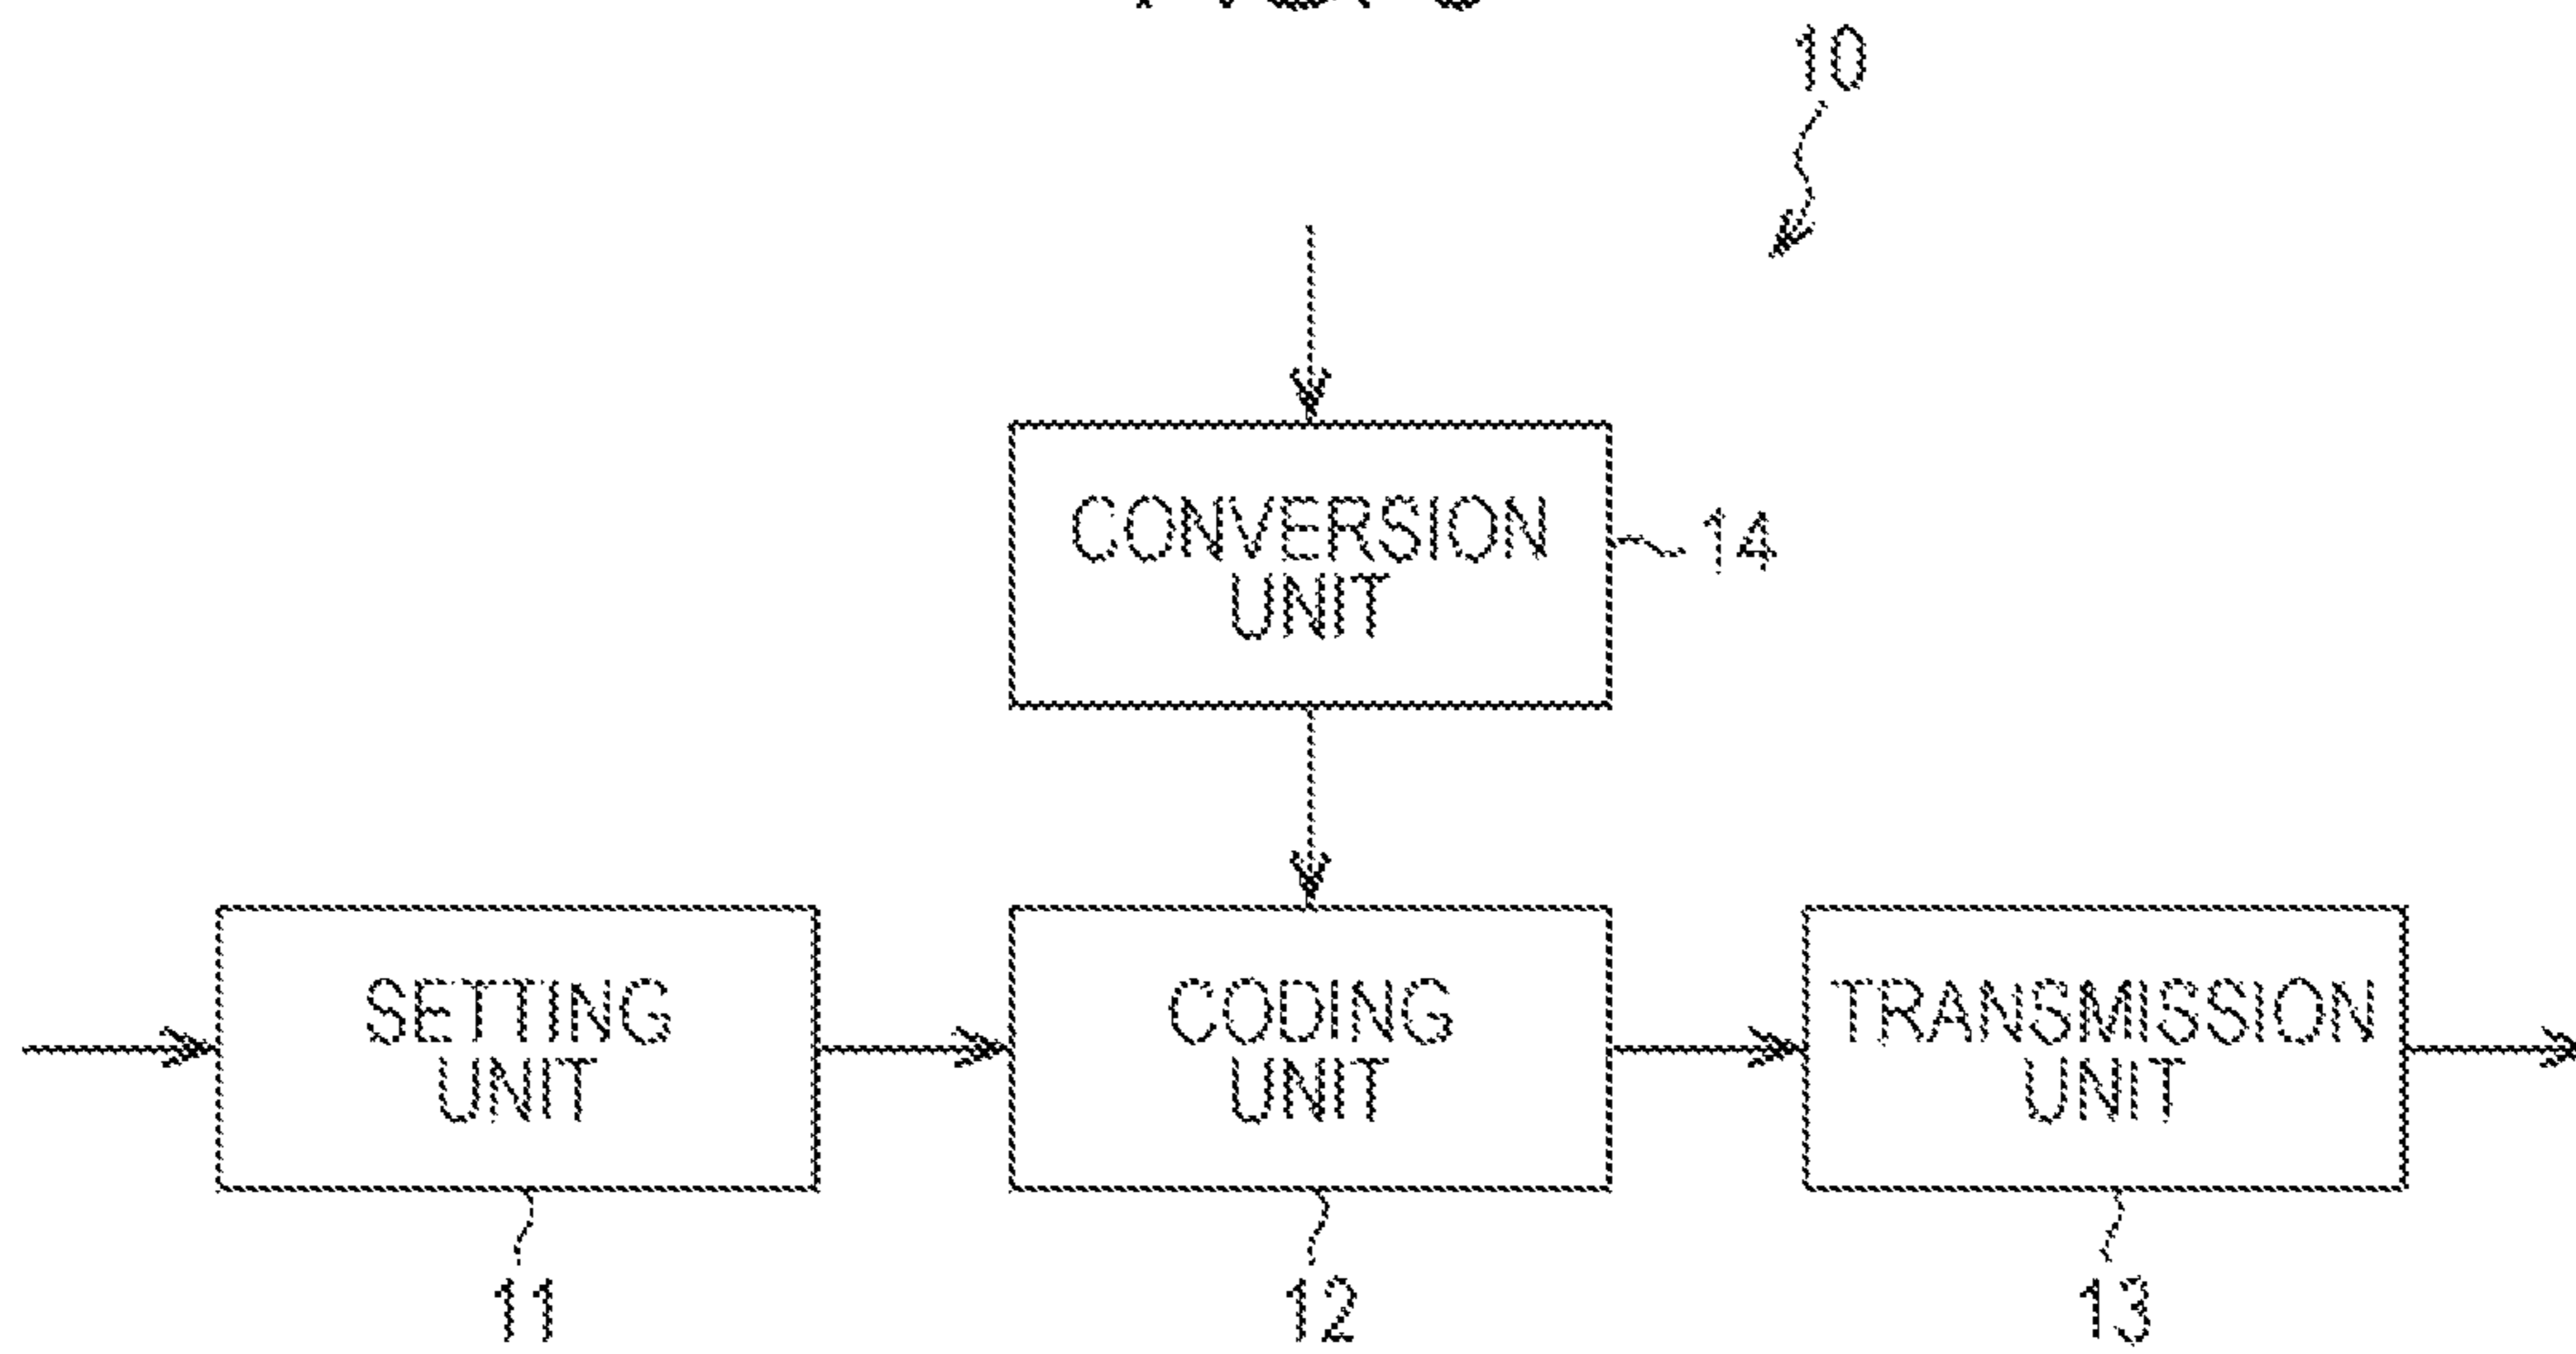 10
CONVERSION
UNIT
14
SETTING
UNIT
CODING
UNIT
TRANSMISSION
UNIT
11
12
13